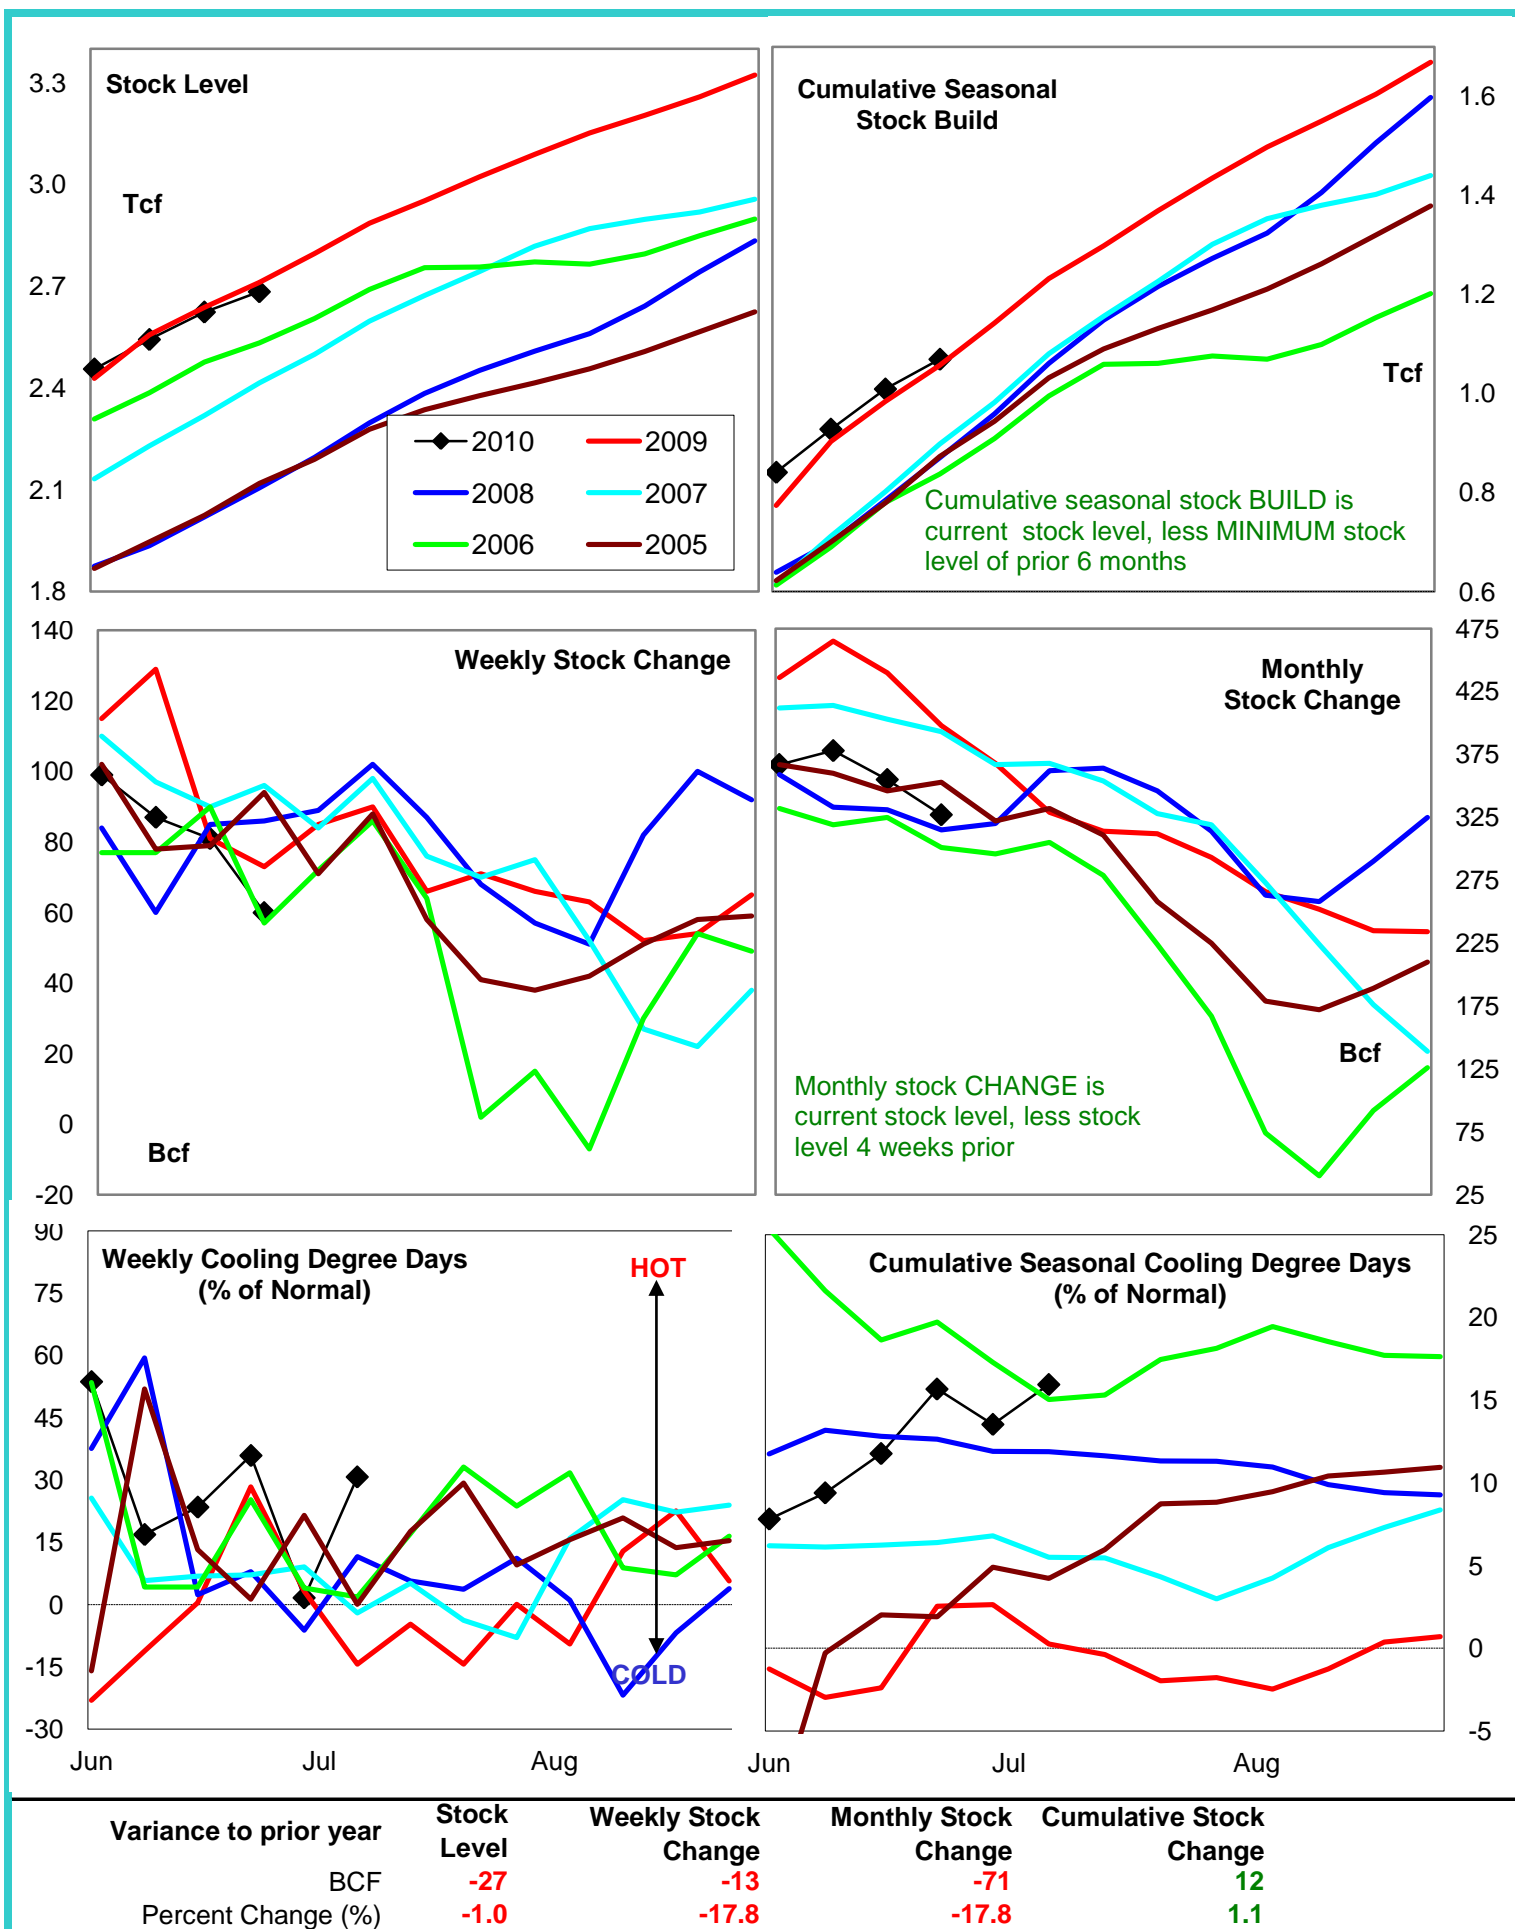 Stock Level
Tcf
3.3
3.0
2.7
2.4
2.1
1.8
2010
2009
2008
2007
2006
2005
Cumulative Seasonal
Stock Build
1.6
1.4
1.2
1.0
0.8
0.6
Tcf
Cumulative seasonal stock BUILD is
current stock level, less MINIMUM stock
level of prior 6 months
140
120
100
80
60
40
20
0
-20
Weekly Stock Change
Bcf
Monthly
Stock Change
475
425
375
325
275
225
175
125
75
25
Bcf
Monthly stock CHANGE is
current stock level, less stock
level 4 weeks prior
90
75
60
45
30
15
0
-15
-30
Weekly Cooling Degree Days
(% of Normal)
HOT
COLD
Jun
Jul
Aug
Cumulative Seasonal Cooling Degree Days
(% of Normal)
25
20
15
10
5
0
-5
Jun
Jul
Aug
Variance to prior year
Stock
Level
Weekly Stock
Change
Monthly Stock
Change
Cumulative Stock
Change
BCF -27 -13 -71 12
Percent Change (%) -1.0 -17.8 -17.8 1.1